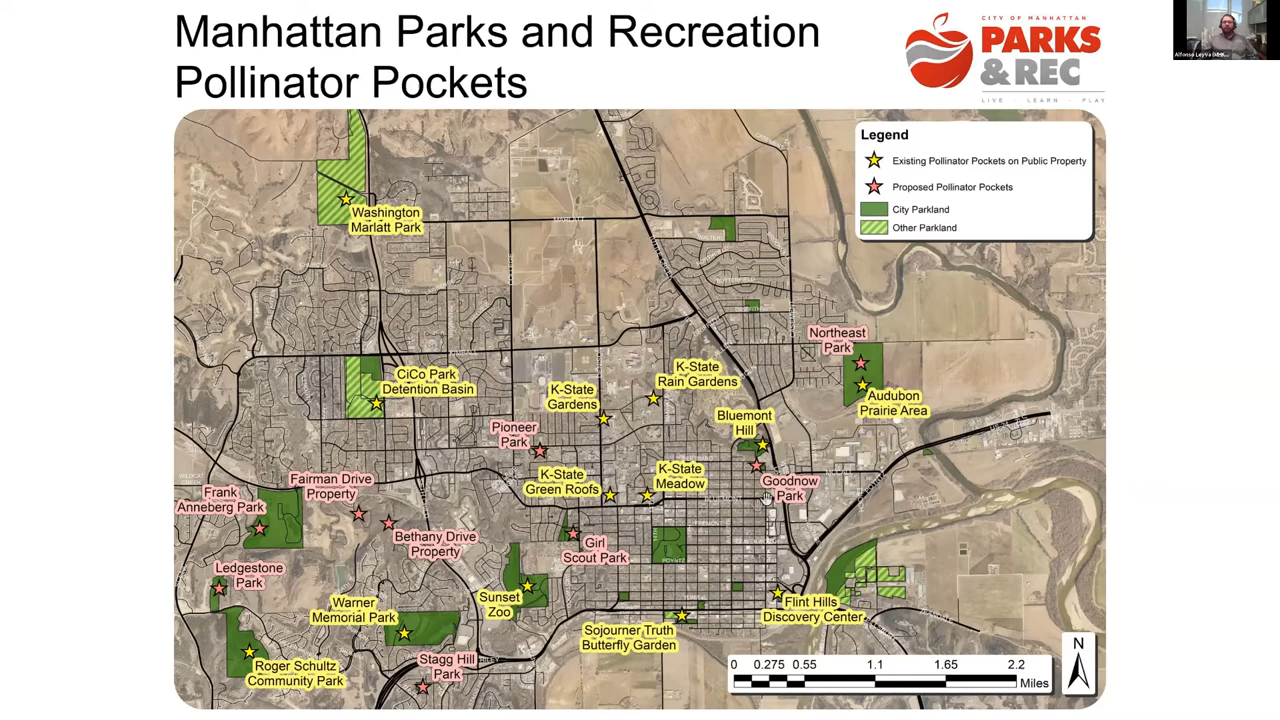 Manhattan Parks and Recreation
Pollinator Pockets
CITY OF MANHATTAN
PARKS
& REC
LIVE · LEARN · PLAY
Legend
Existing Pollinator Pockets on Public Property
Proposed Pollinator Pockets
City Parkland
Other Parkland
Washington
Marlatt Park
MARLATT
Northeast
Park
CiCo Park
Detention Basin
K-State
Rain Gardens
K-State
Gardens
Audubon
Prairie Area
Bluemont
Hill
Pioneer
Park
K-State
Green Roofs
K-State
Meadow
Goodnow
Park
Fairman Drive
Property
Frank
Anneberg Park
Bethany Drive
Property
Girl
Scout Park
POYNTZ
Ledgestone
Park
Sunset
Zoo
Warner
Memorial Park
Flint Hills
Discovery Center
Sojourner Truth
Butterfly Garden
Roger Schultz
Community Park
Stagg Hill
Park
RILEY
N
0 0.275 0.55 1.1 1.65 2.2
Miles